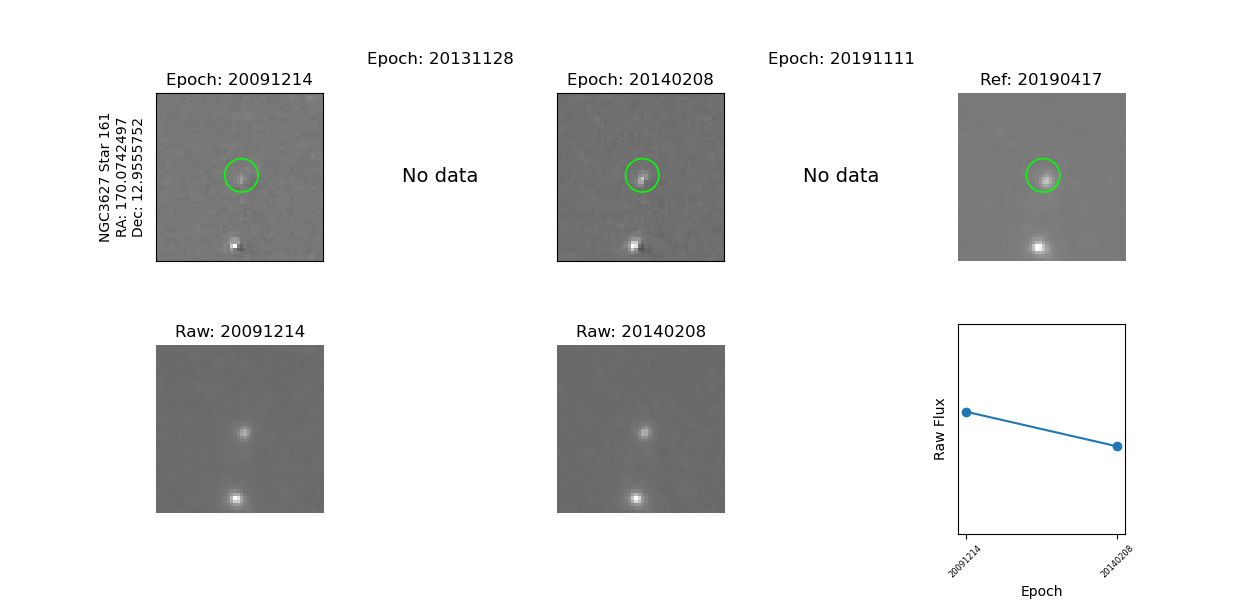 Epoch: 20131128
Epoch: 20191111
Epoch: 20091214
Epoch: 20140208
Ref: 20190417
NGC3627 Star 161
RA: 170.0742497
Dec: 12.9555752
No data
No data
Raw: 20091214
Raw: 20140208
Raw Flux
20091214
20140208
Epoch